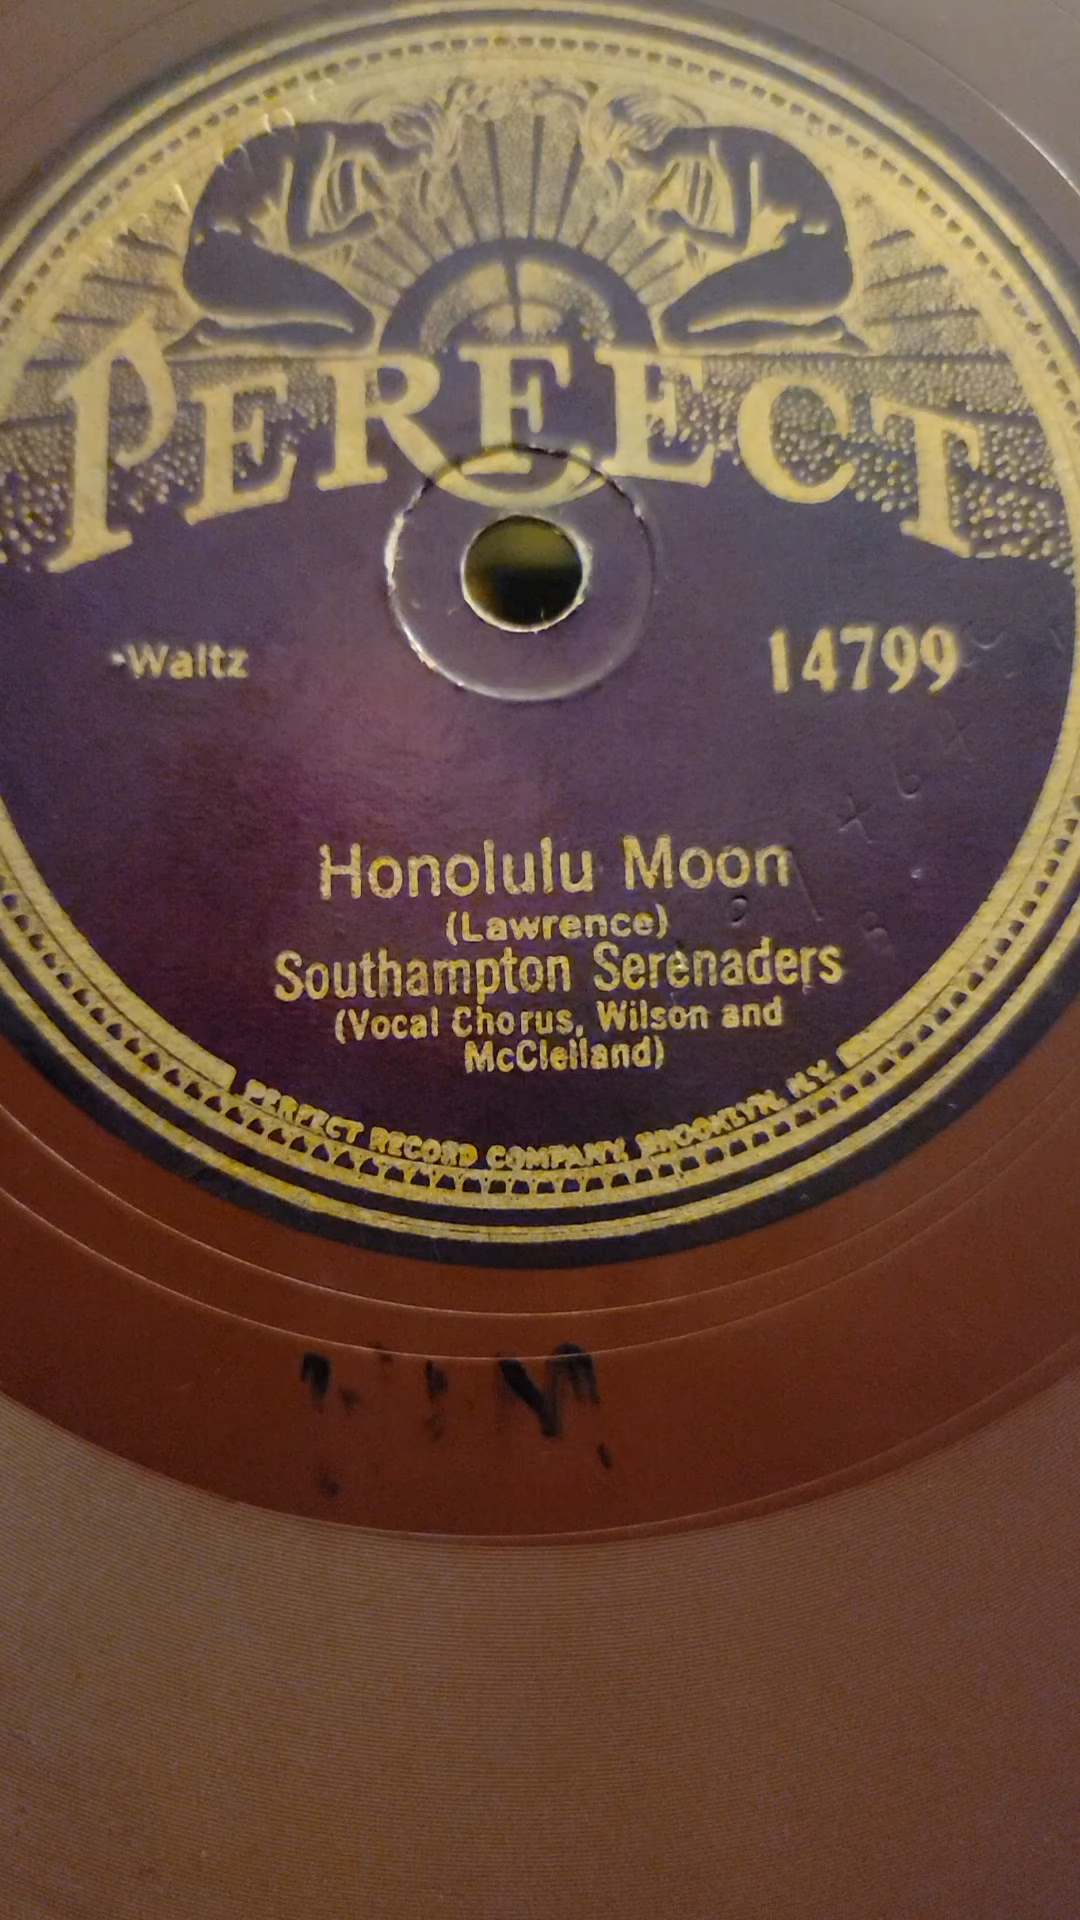 PERFECT
-Waltz
14799
Honolulu Moon
(Lawrence)
Southampton Serenaders
(Vocal Chorus, Wilson and
McClelland)
PERFECT RECORD COMPANY, BROOKLYN, N.Y.